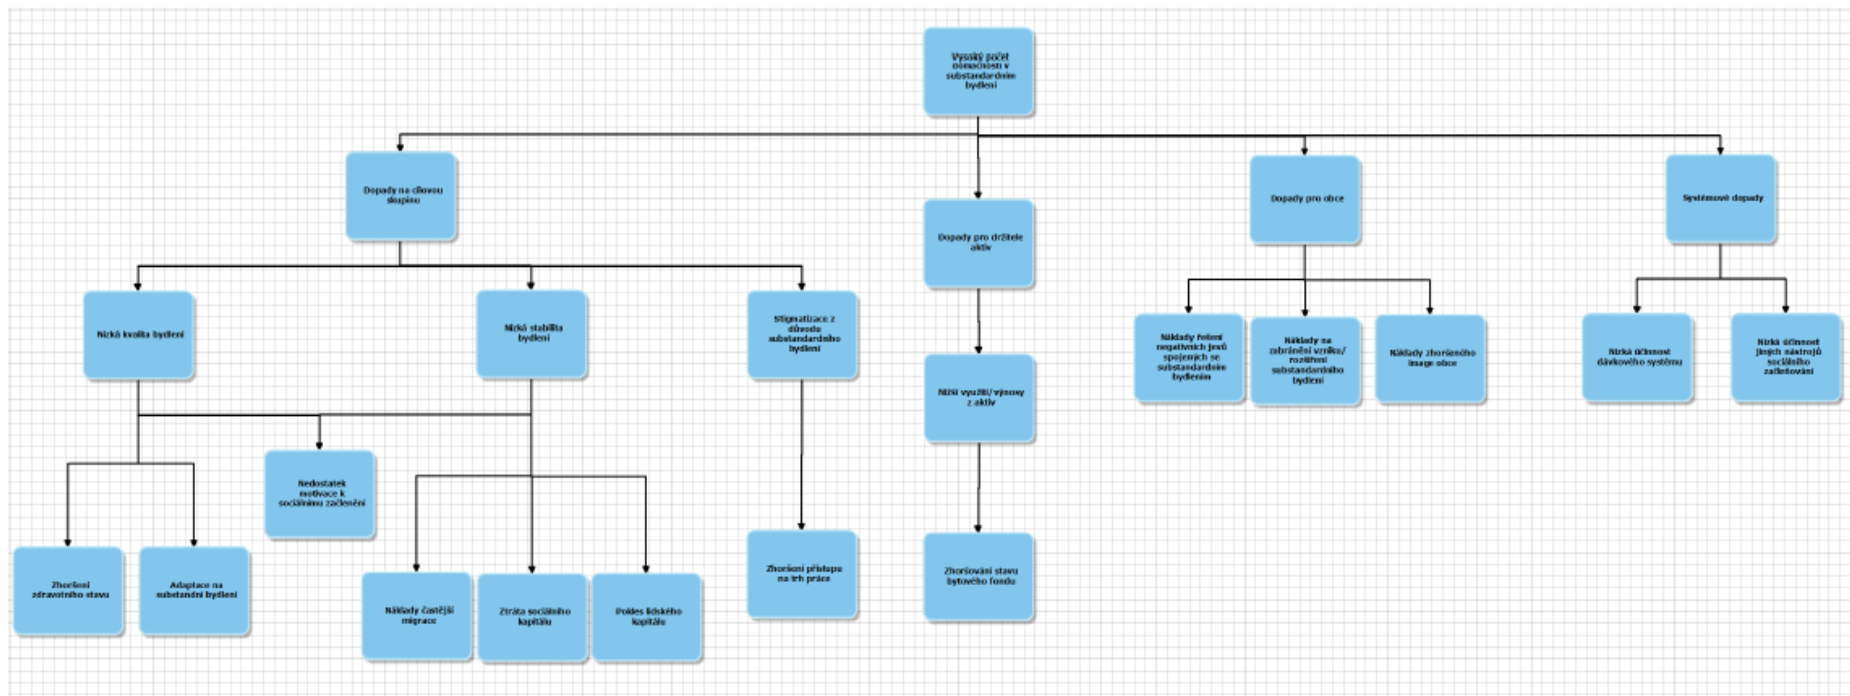 Vysoký počet
domácností v
substandardním
bydlení
Dopady na cílovou
skupinu
Dopady pro držitele
aktiv
Dopady pro obce
Systémové dopady
Nízká kvalita bydlení
Nízká stabilita
bydlení
Stigmatizace z
důvodu
substandardního
bydlení
Nižší využití/výnosy
z aktiv
Náklady řešení
negativních jevů
spojených se
substandardním
bydlením
Náklady na
zabránění vzniku/
rozšíření
substandardního
bydlení
Náklady zhoršeného
image obce
Nízká účinnost
dávkového systému
Nízká účinnost
jiných nástrojů
sociálního
začleňování
Nedostatek
motivace k
sociálnímu začlenění
Zhoršení
zdravotního stavu
Adaptace na
substandní bydlení
Náklady častější
migrace
Ztráta sociálního
kapitálu
Pokles lidského
kapitálu
Zhoršení přístupu
na trh práce
Zhoršování stavu
bytového fondu